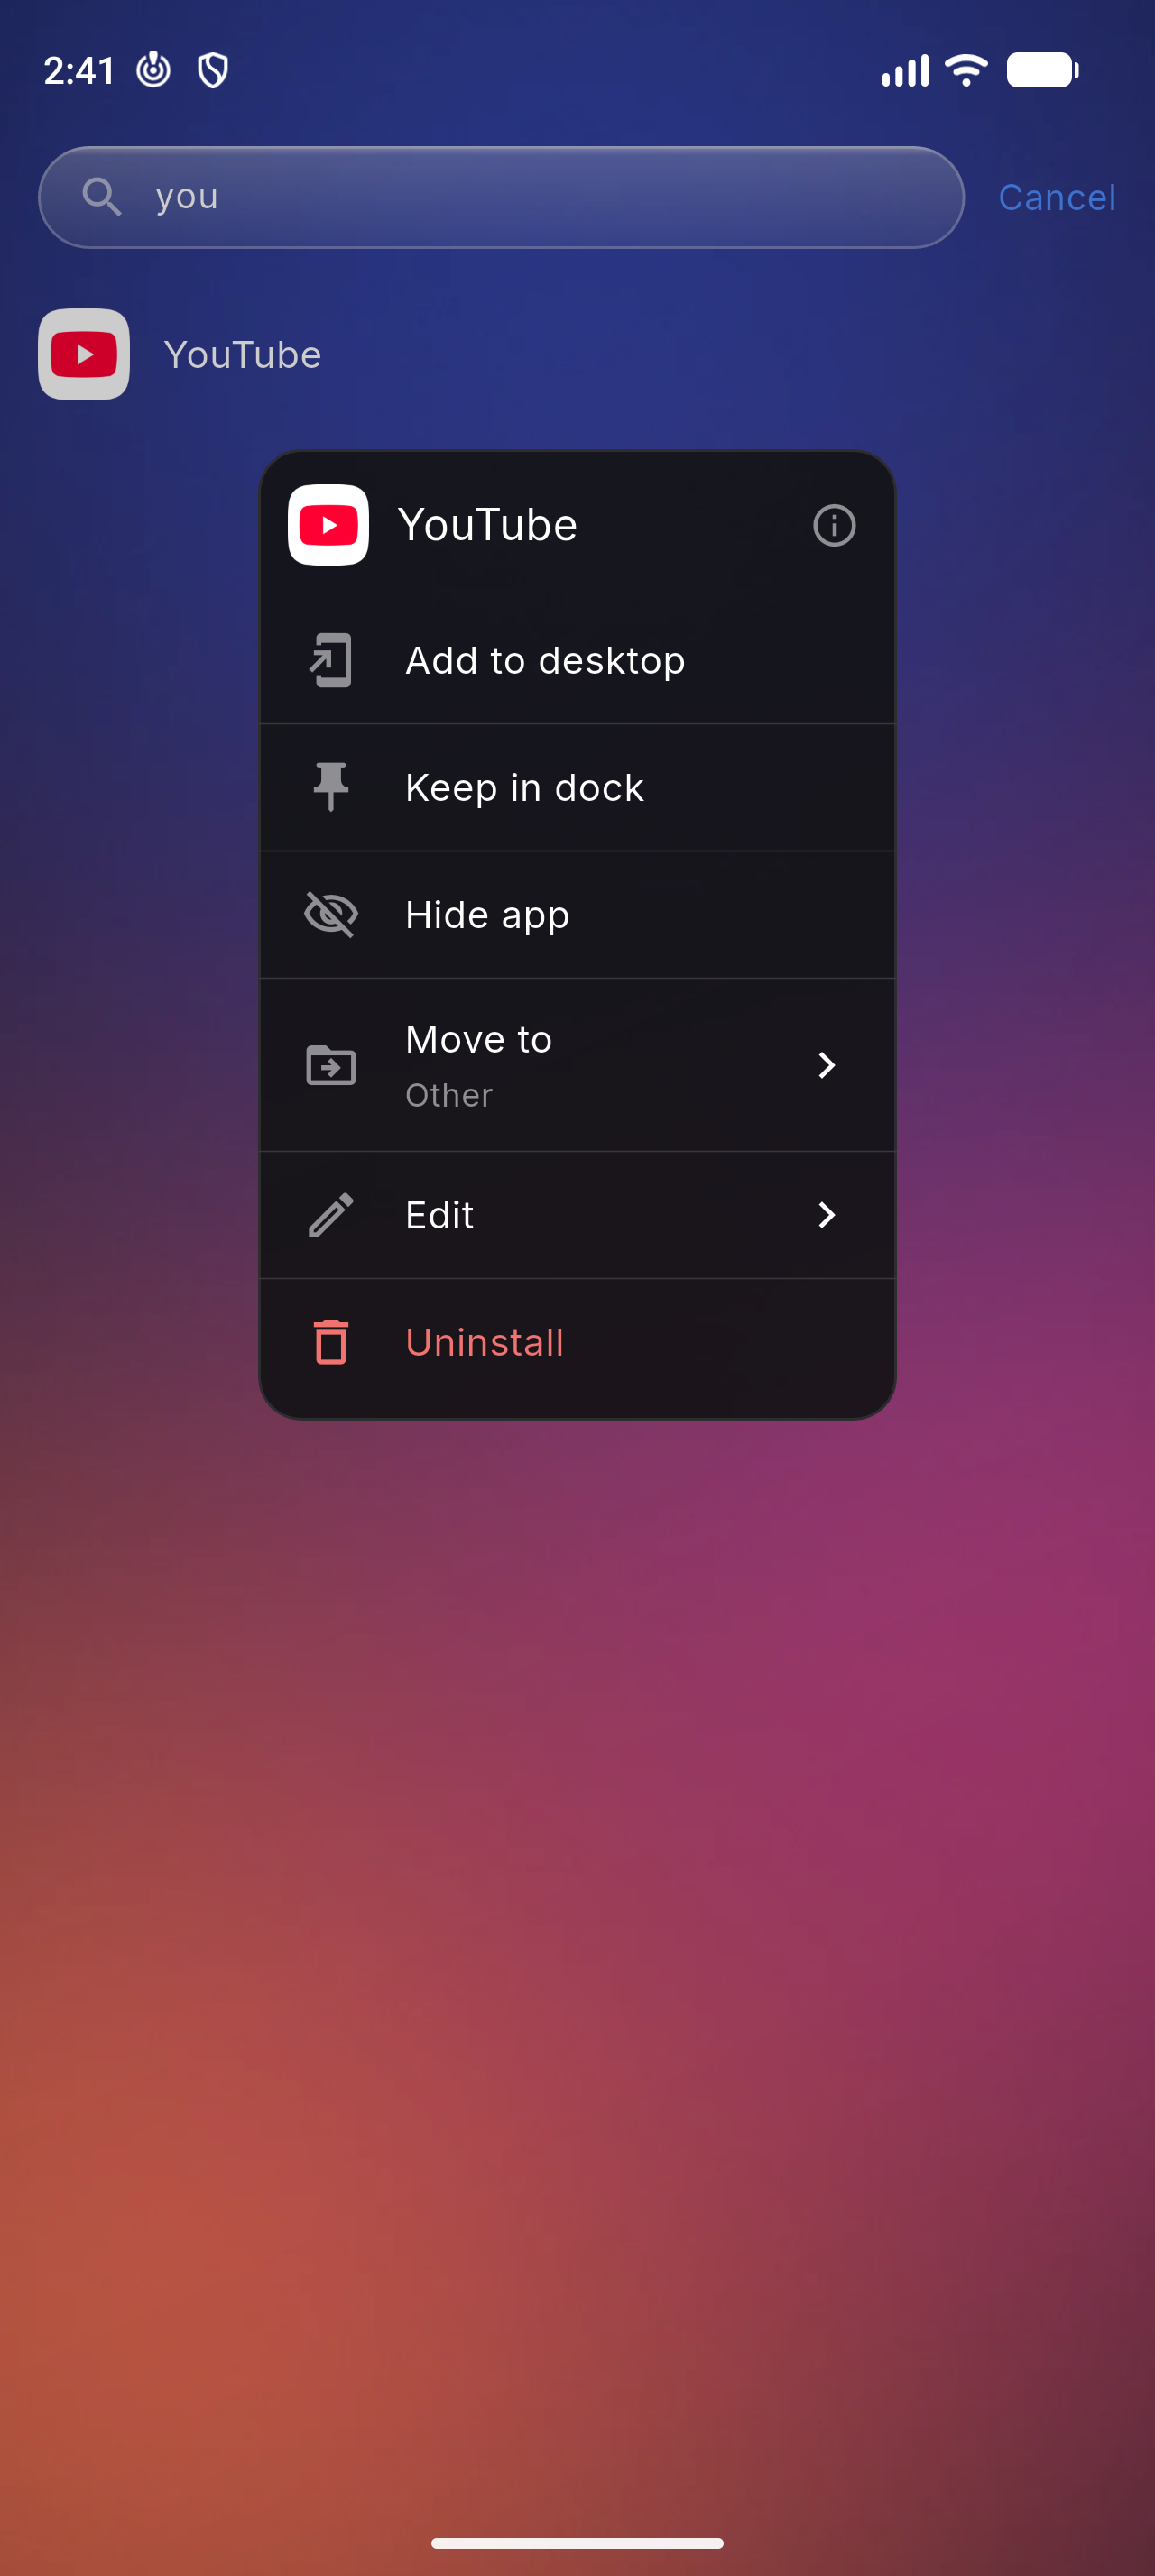 2:41
you
Cancel
YouTube
YouTube
Add to desktop
Keep in dock
Hide app
Move to
Other
Edit
Uninstall